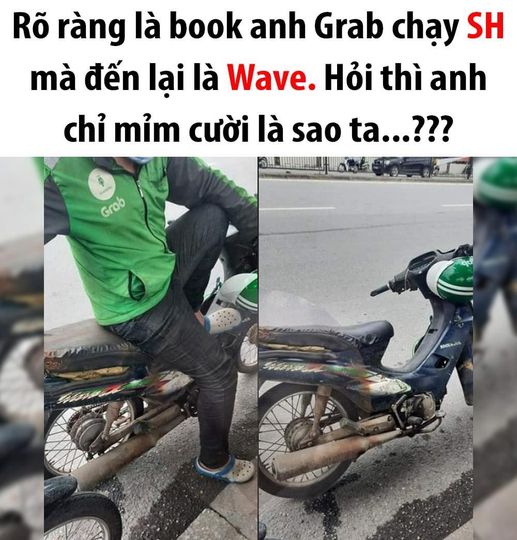 Rõ ràng là book anh Grab chạy SH
mà đến lại là Wave. Hỏi thì anh
chỉ mỉm cười là sao ta...???
Grab